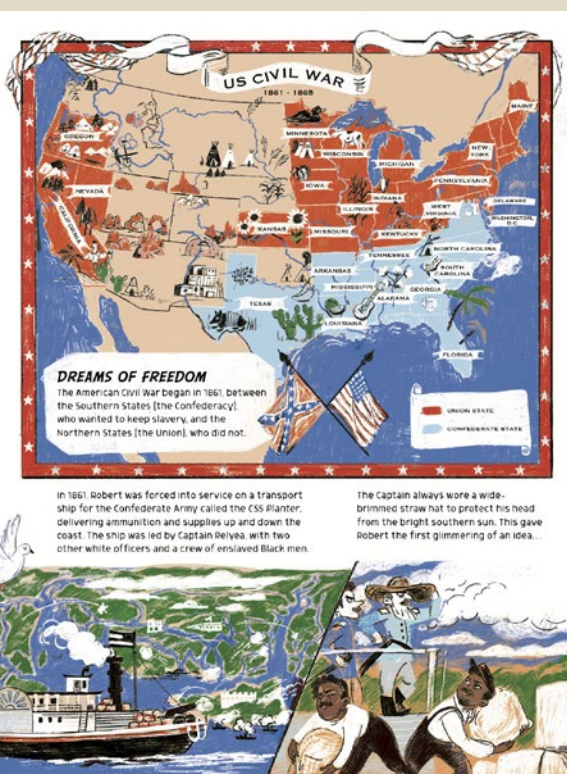 US CIVIL WAR
1861 - 1865
MAINE
OREGON
MINNESOTA
WISCONSIN
NEW YORK
MICHIGAN
NEVADA
IOWA
PENNSYLVANIA
INDIANA
ILLINOIS
DELAWARE
CALIFORNIA
WEST VIRGINIA
WASHINGTON, D.C
KANSAS
MISSOURI
KENTUCKY
NORTH CAROLINA
TENNESSEE
ARKANSAS
SOUTH CAROLINA
MISSISSIPPI
GEORGIA
ALABAMA
TEXAS
LOUISIANA
FLORIDA
DREAMS OF FREEDOM
The American Civil War began in 1861, between
the Southern States (the Confederacy),
who wanted to keep slavery, and the
Northern States (the Union), who did not.
UNION STATE
CONFEDERATE STATE
In 1861, Robert was forced into service on a transport
ship for the Confederate Army called the CSS Planter,
delivering ammunition and supplies up and down the
coast. The ship was led by Captain Relyea, with two
other white officers and a crew of enslaved Black men.
The Captain always wore a wide-
brimmed straw hat to protect his head
from the bright southern sun. This gave
Robert the first glimmering of an idea...